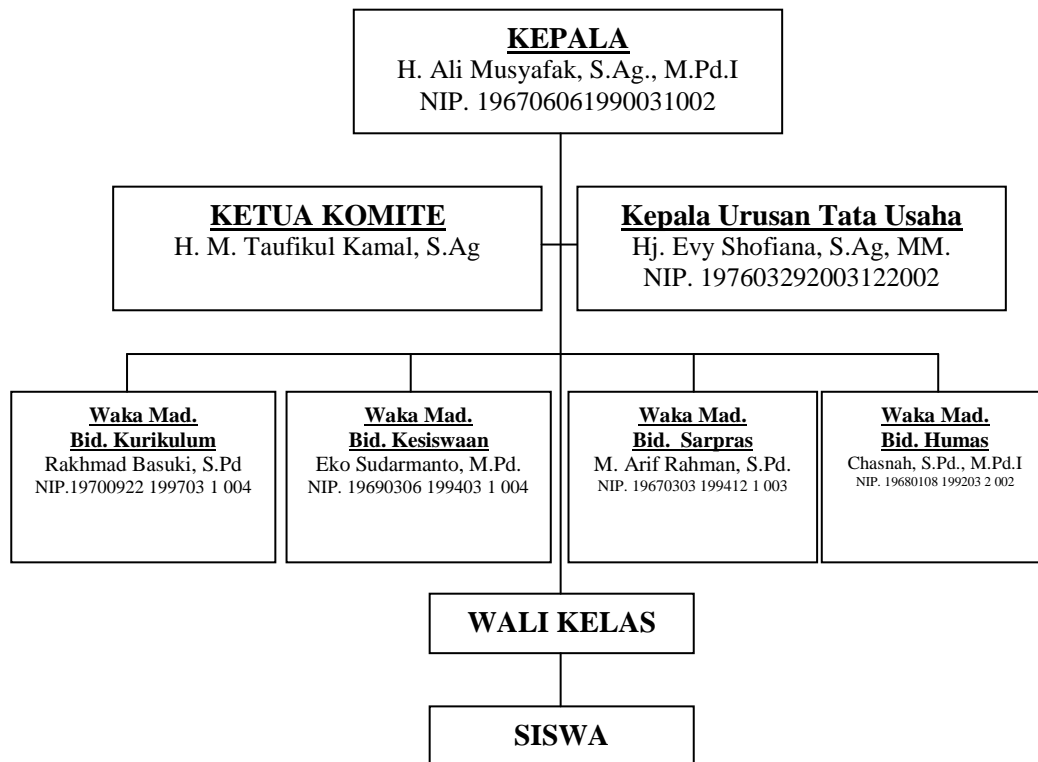 KEPALA
H. Ali Musyafak, S.Ag., M.Pd.I
NIP. 196706061990031002
KETUA KOMITE
H. M. Taufikul Kamal, S.Ag
Kepala Urusan Tata Usaha
Hj. Evy Shofiana, S.Ag, MM.
NIP. 197603292003122002
Waka Mad.
Bid. Kurikulum
Rakhmad Basuki, S.Pd
NIP.19700922 199703 1 004
Waka Mad.
Bid. Kesiswaan
Eko Sudarmanto, M.Pd.
NIP. 19690306 199403 1 004
Waka Mad.
Bid.  Sarpras
M. Arif Rahman, S.Pd.
NIP. 19670303 199412 1 003
Waka Mad.
Bid. Humas
Chasnah, S.Pd., M.Pd.I
NIP. 19680108 199203 2 002
WALI KELAS
SISWA